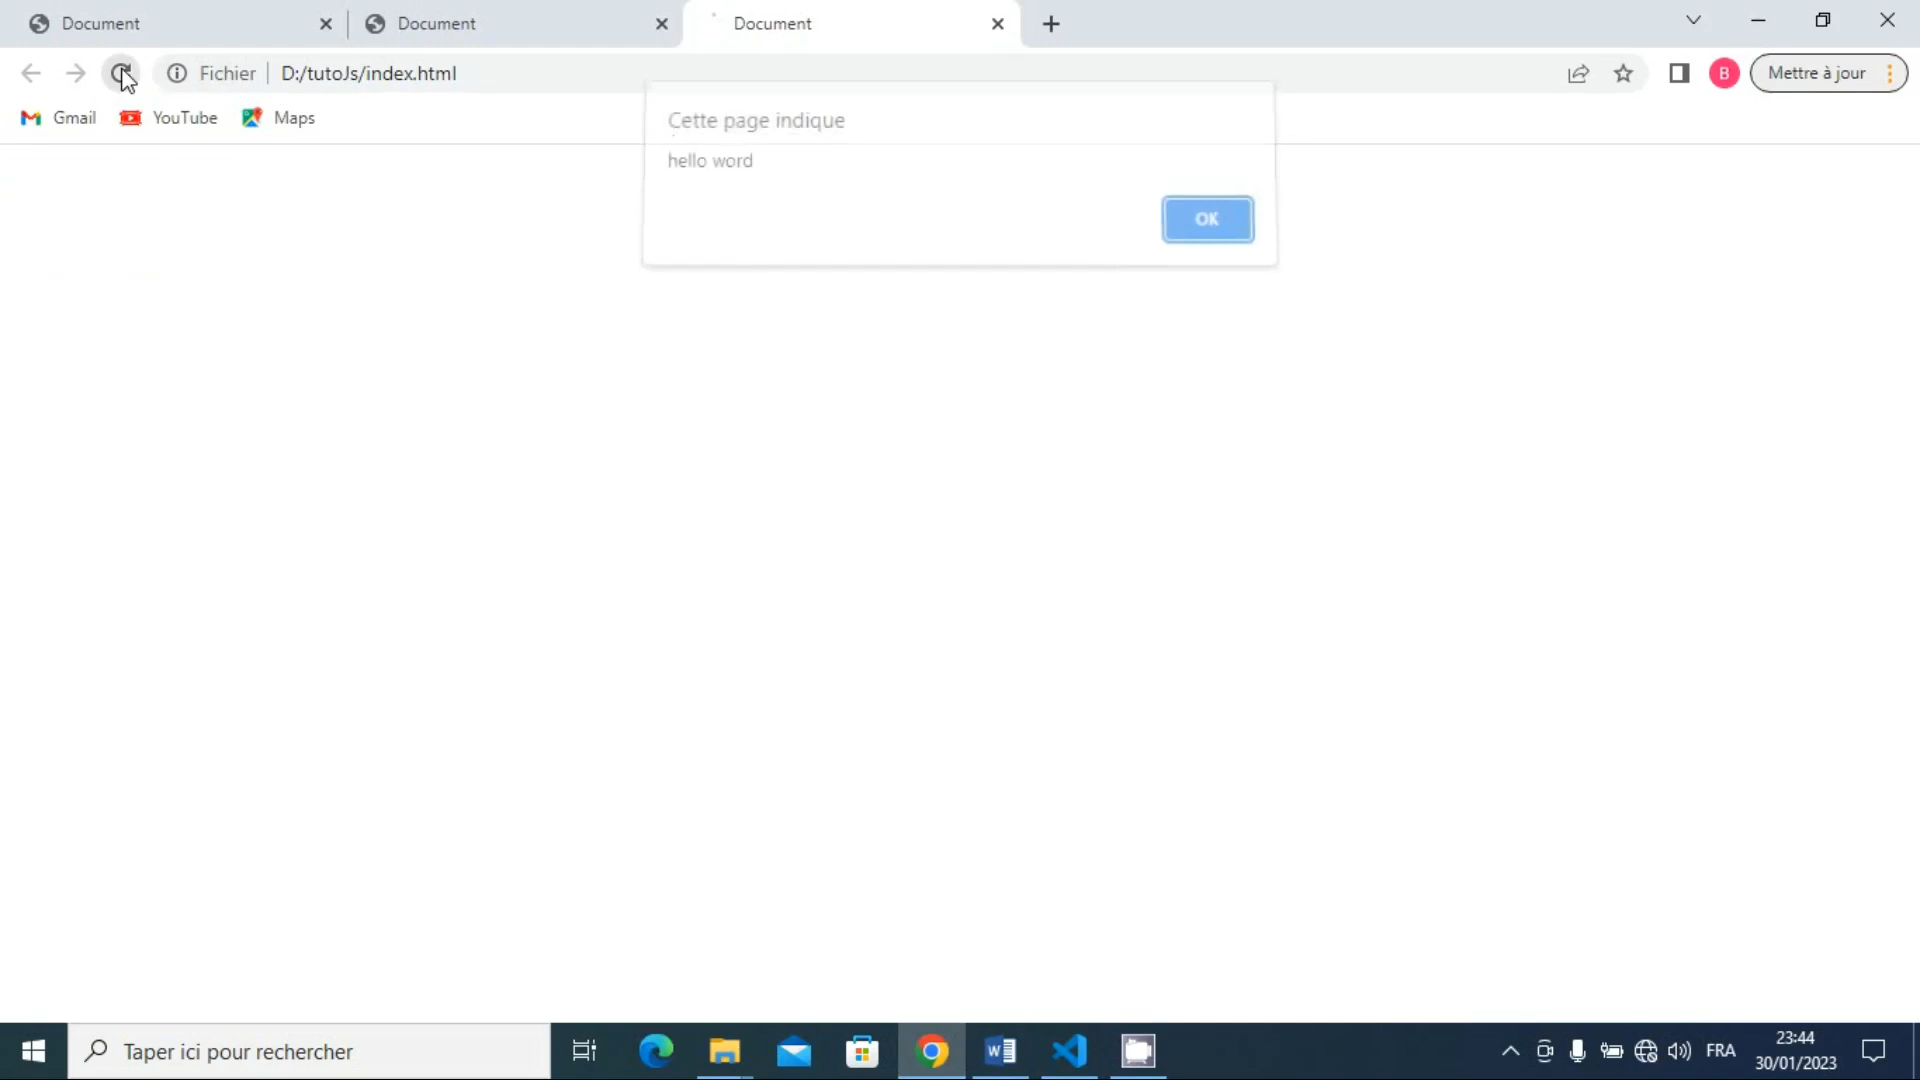 Document
Document
Document
Fichier
D:/tutoJs/index.html
B
Mettre à jour
Gmail
YouTube
Maps
Cette page indique
hello word
OK
Taper ici pour rechercher
FRA
23:44
30/01/2023